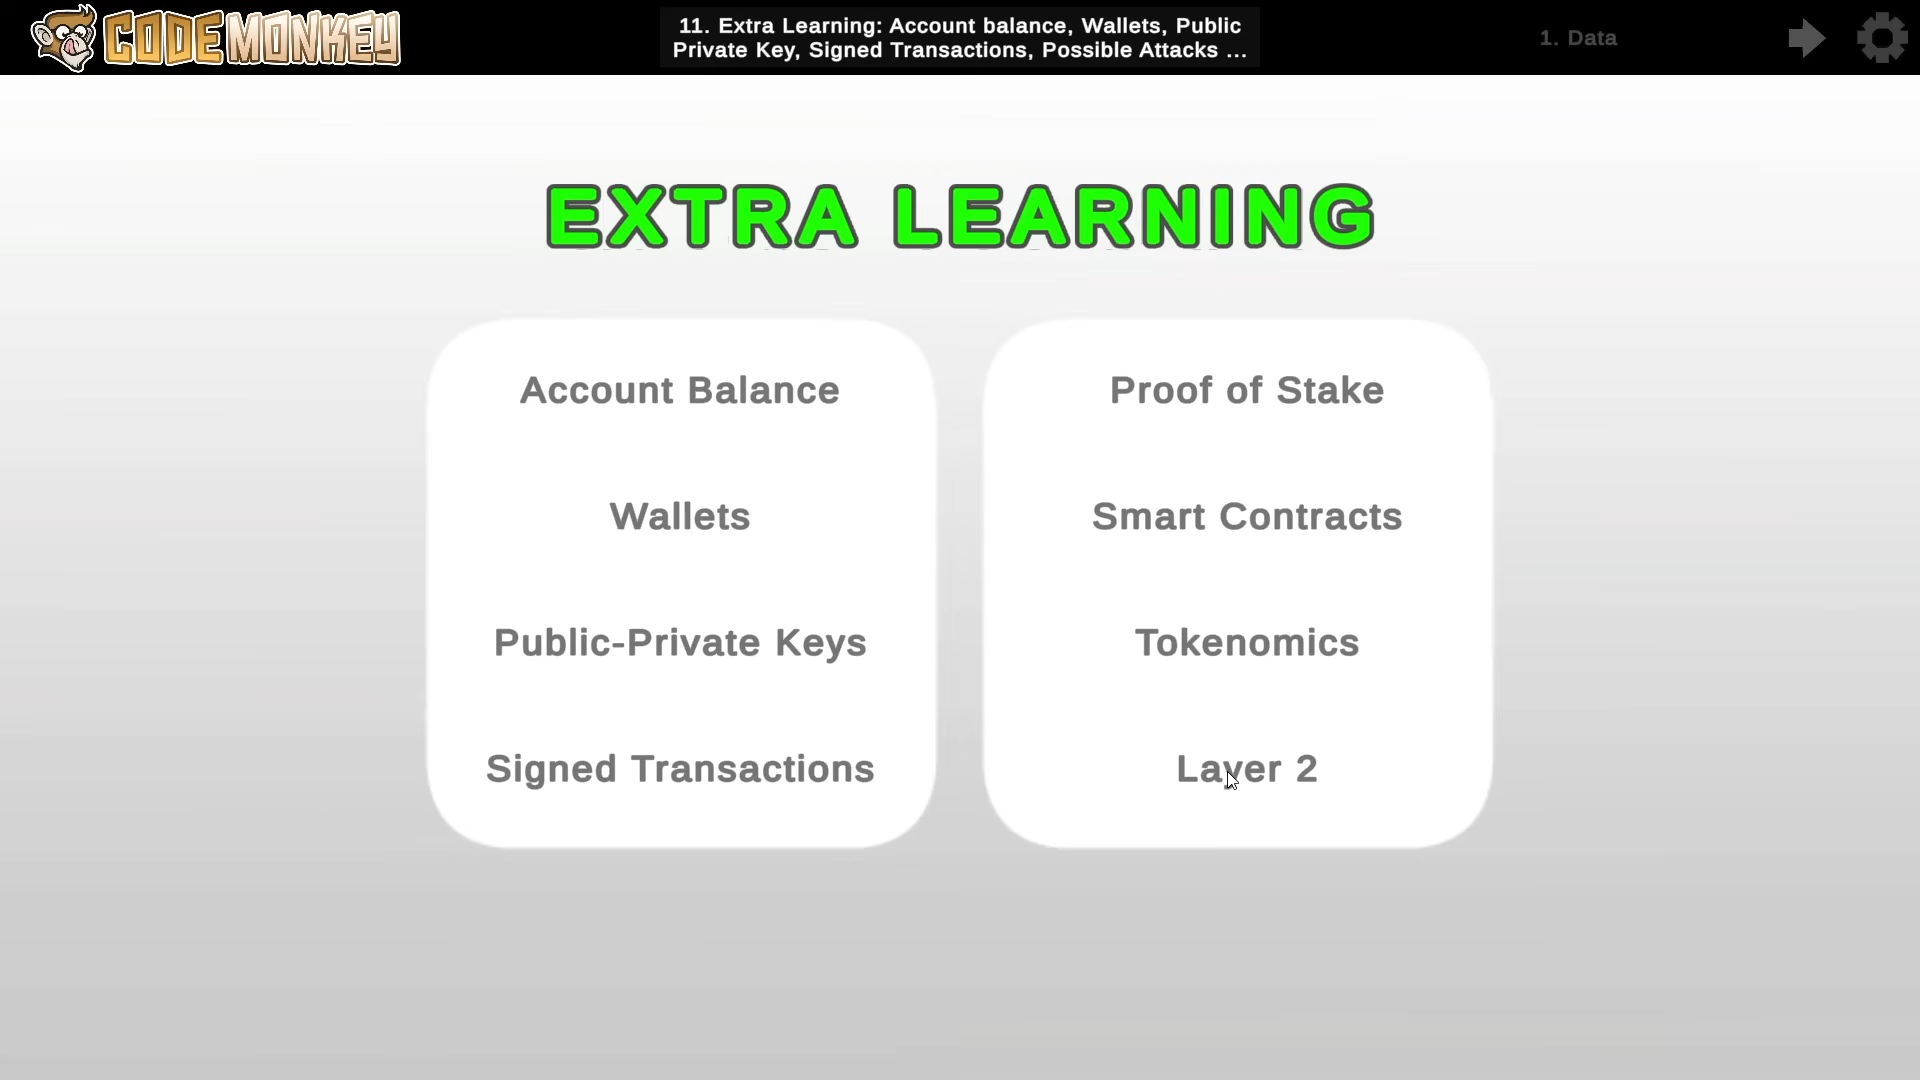 CODEMONKEY
11. Extra Learning: Account balance, Wallets, Public
Private Key, Signed Transactions, Possible Attacks ...
1. Data
EXTRA LEARNING
Account Balance
Wallets
Public-Private Keys
Signed Transactions
Proof of Stake
Smart Contracts
Tokenomics
Layer 2